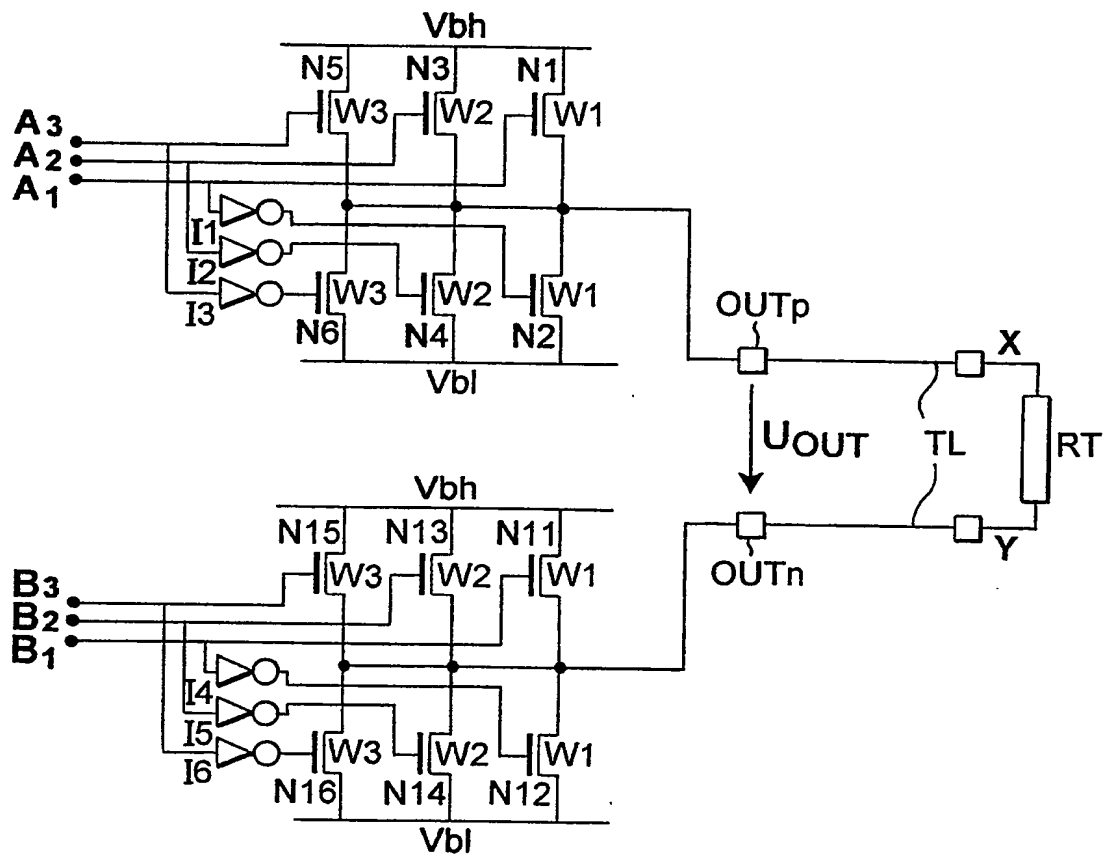 Vbh
N5 N3 N1
W3 W2 W1
A3
A2
A1
I1
I2
I3
W3 W2 W1
N6 N4 N2
Vbl
OUTp
X
UOUT
TL
RT
Y
OUTn
Vbh
N15 N13 N11
W3 W2 W1
B3
B2
B1
I4
I5
I6
W3 W2 W1
N16 N14 N12
Vbl